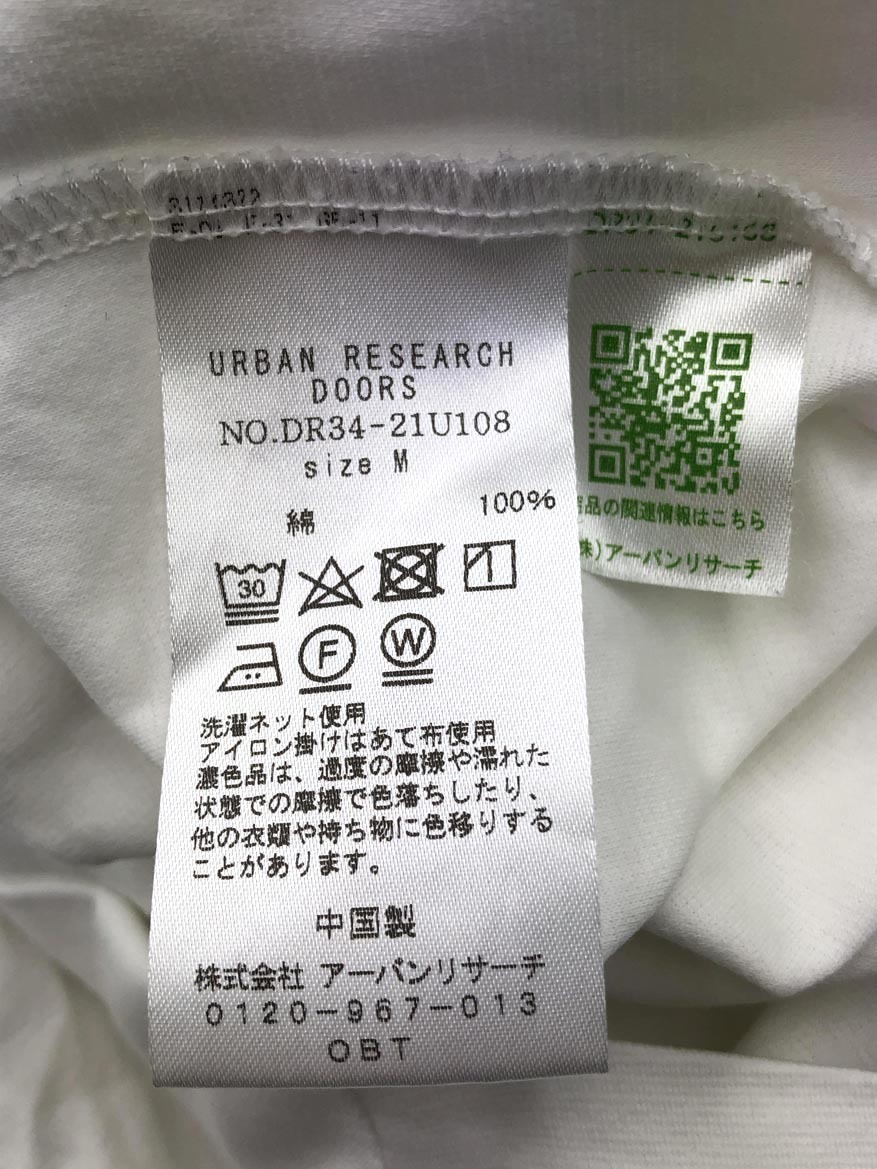 URBAN RESEARCH
DOORS
NO.DR34-21U108
size M
綿 100%
30
F
W
洗濯ネット使用
アイロン掛けはあて布使用
濃色品は、過度の摩擦や濡れた
状態での摩擦で色落ちしたり、
他の衣類や持ち物に色移りする
ことがあります。
中国製
株式会社 アーバンリサーチ
0120-967-013
OBT
品の関連情報はこちら
株)アーバンリサーチ